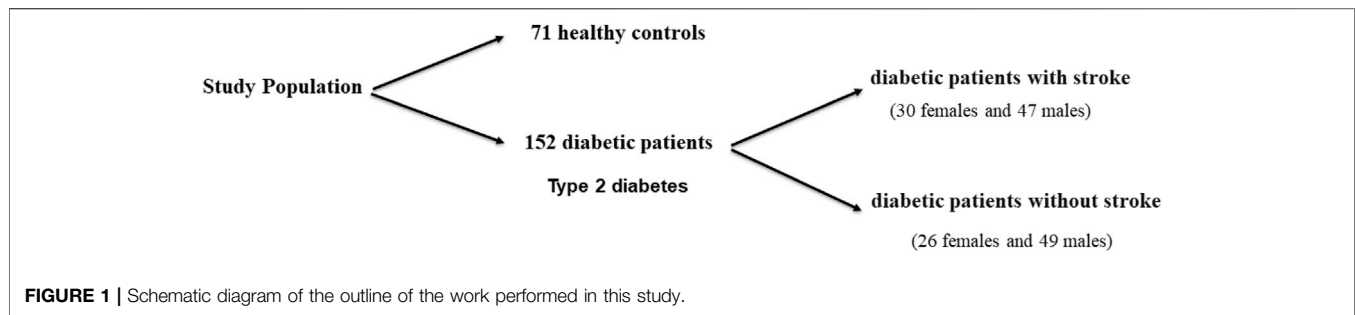 71 healthy controls
Study Population
diabetic patients with stroke
(30 females and 47 males)
152 diabetic patients
Type 2 diabetes
diabetic patients without stroke
(26 females and 49 males)
FIGURE 1 | Schematic diagram of the outline of the work performed in this study.